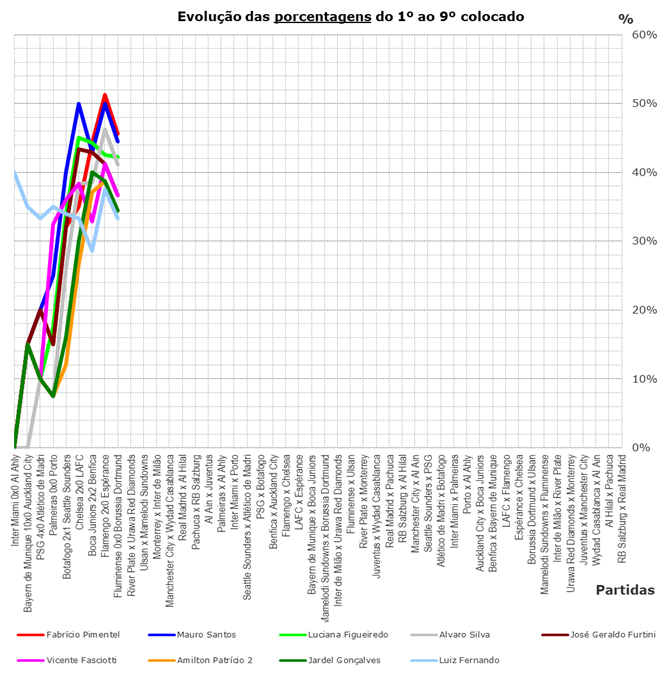 Evolução das porcentagens do 1º ao 9º colocado
%
60%
50%
40%
30%
20%
10%
0%
Inter Miami 0x0 Al Ahly
Bayern de Munique 10x0 Auckland City
PSG 4x0 Atlético de Madri
Palmeiras 0x0 Porto
Botafogo 2x1 Seattle Sounders
Chelsea 2x0 LAFC
Boca Juniors 2x2 Benfica
Flamengo 2x0 Espérance
Fluminense 0x0 Borussia Dortmund
River Plate x Urawa Red Diamonds
Ulsan x Mamelodi Sundowns
Monterrey x Inter de Milão
Manchester City x Wydad Casablanca
Real Madrid x Al Hilal
Pachuca x RB Salzburg
Al Ain x Juventus
Palmeiras x Al Ahly
Inter Miami x Porto
Seattle Sounders x Atlético de Madri
PSG x Botafogo
Benfica x Auckland City
Flamengo x Chelsea
LAFC x Espérance
Bayern de Munique x Boca Juniors
Mamelodi Sundowns x Borussia Dortmund
Inter de Milão x Urawa Red Diamonds
Fluminense x Ulsan
River Plate x Monterrey
Juventus x Wydad Casablanca
Real Madrid x Pachuca
RB Salzburg x Al Hilal
Manchester City x Al Ain
Seattle Sounders x PSG
Atlético de Madri x Botafogo
Inter Miami x Palmeiras
Porto x Al Ahly
Auckland City x Boca Juniors
Benfica x Bayern de Munique
LAFC x Flamengo
Esperance x Chelsea
Borussia Dortmund x Ulsan
Mamelodi Sundowns x Fluminense
Inter de Milão x River Plate
Urawa Red Diamonds x Monterrey
Juventus x Manchester City
Wydad Casablanca x Al Ain
Al Hilal x Pachuca
RB Salzburg x Real Madrid
Partidas
Fabrício Pimentel
Mauro Santos
Luciana Figueiredo
Alvaro Silva
José Geraldo Furtini
Vicente Fasciotti
Amilton Patrício 2
Jardel Gonçalves
Luiz Fernando